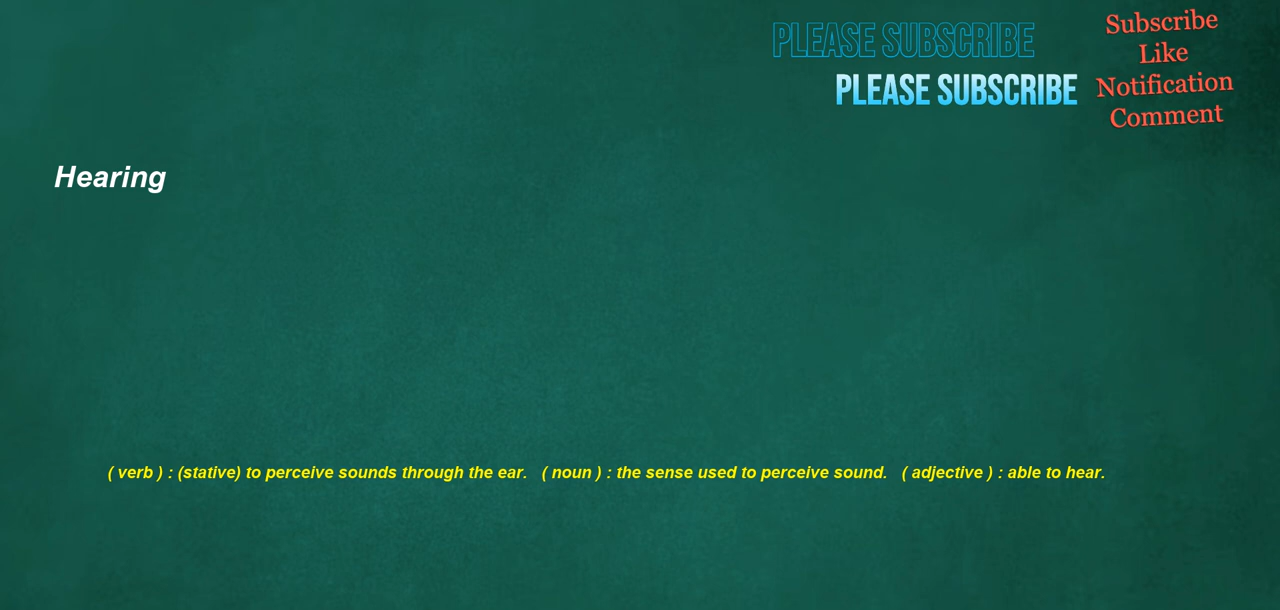 PLEASE SUBSCRIBE
PLEASE SUBSCRIBE
Subscribe
Like
Notification
Comment
Hearing
( verb ) : (stative) to perceive sounds through the ear.   ( noun ) : the sense used to perceive sound.   ( adjective ) : able to hear.